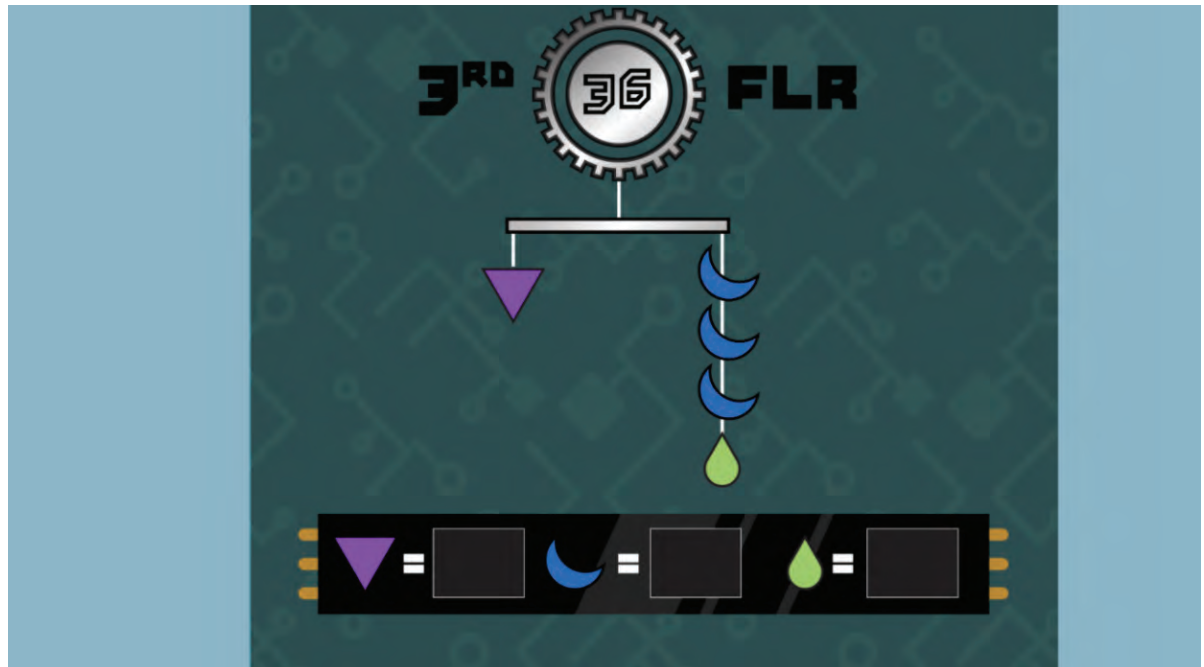 3RD 36 FLR
= = =